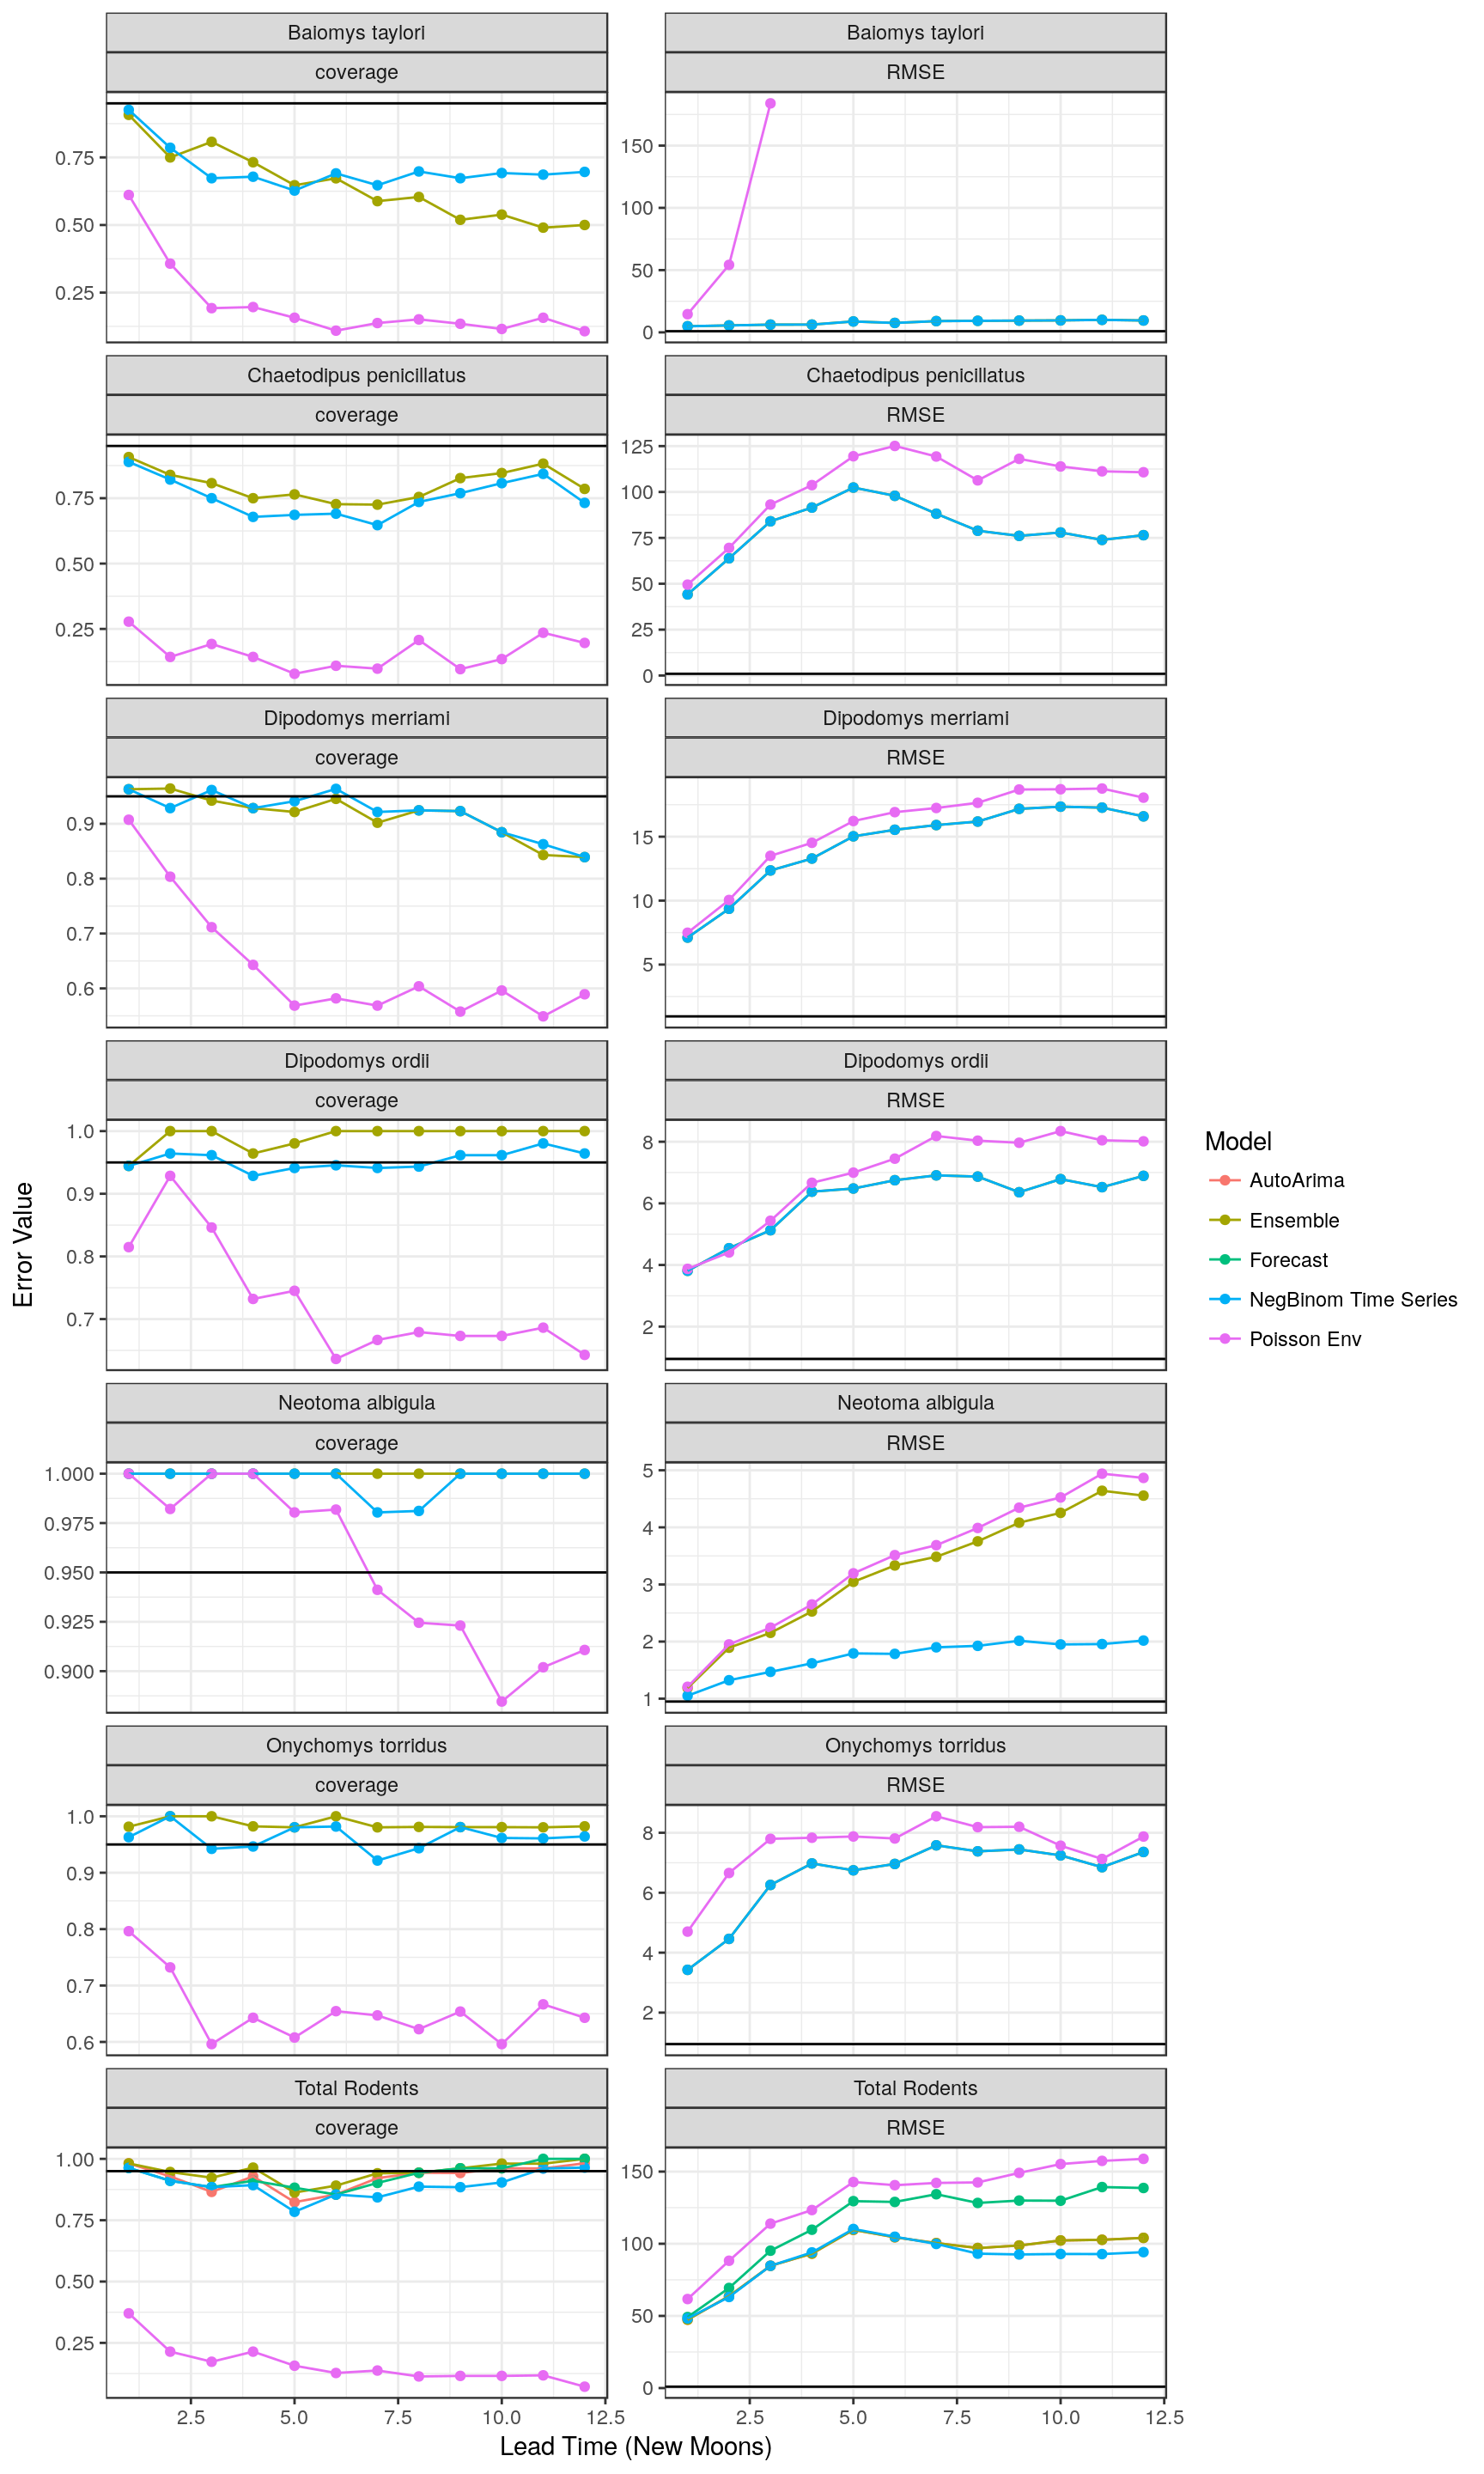 Baiomys taylori
Baiomys taylori
coverage
RMSE
0.75
0.50
0.25
150
100
50
0
Chaetodipus penicillatus
Chaetodipus penicillatus
coverage
RMSE
0.75
0.50
0.25
125
100
75
50
25
0
Dipodomys merriami
Dipodomys merriami
coverage
RMSE
0.9
0.8
0.7
0.6
15
10
5
Dipodomys ordii
Dipodomys ordii
coverage
RMSE
1.0
0.9
0.8
0.7
8
6
4
2
Neotoma albigula
Neotoma albigula
coverage
RMSE
1.000
0.975
0.950
0.925
0.900
5
4
3
2
1
Onychomys torridus
Onychomys torridus
coverage
RMSE
1.0
0.9
0.8
0.7
0.6
8
6
4
2
Total Rodents
Total Rodents
coverage
RMSE
1.00
0.75
0.50
0.25
150
100
50
0
2.5 5.0 7.5 10.0 12.5
2.5 5.0 7.5 10.0 12.5
Lead Time (New Moons)
Error Value
Model
AutoArima
Ensemble
Forecast
NegBinom Time Series
Poisson Env